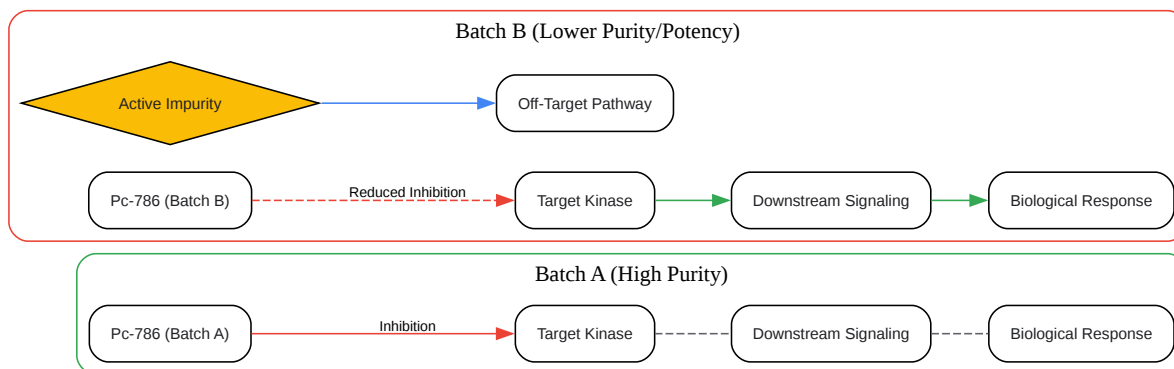 Batch B (Lower Purity/Potency)
Active Impurity
Off-Target Pathway
Pc-786 (Batch B)
Reduced Inhibition
Target Kinase
Downstream Signaling
Biological Response
Batch A (High Purity)
Pc-786 (Batch A)
Inhibition
Target Kinase
Downstream Signaling
Biological Response